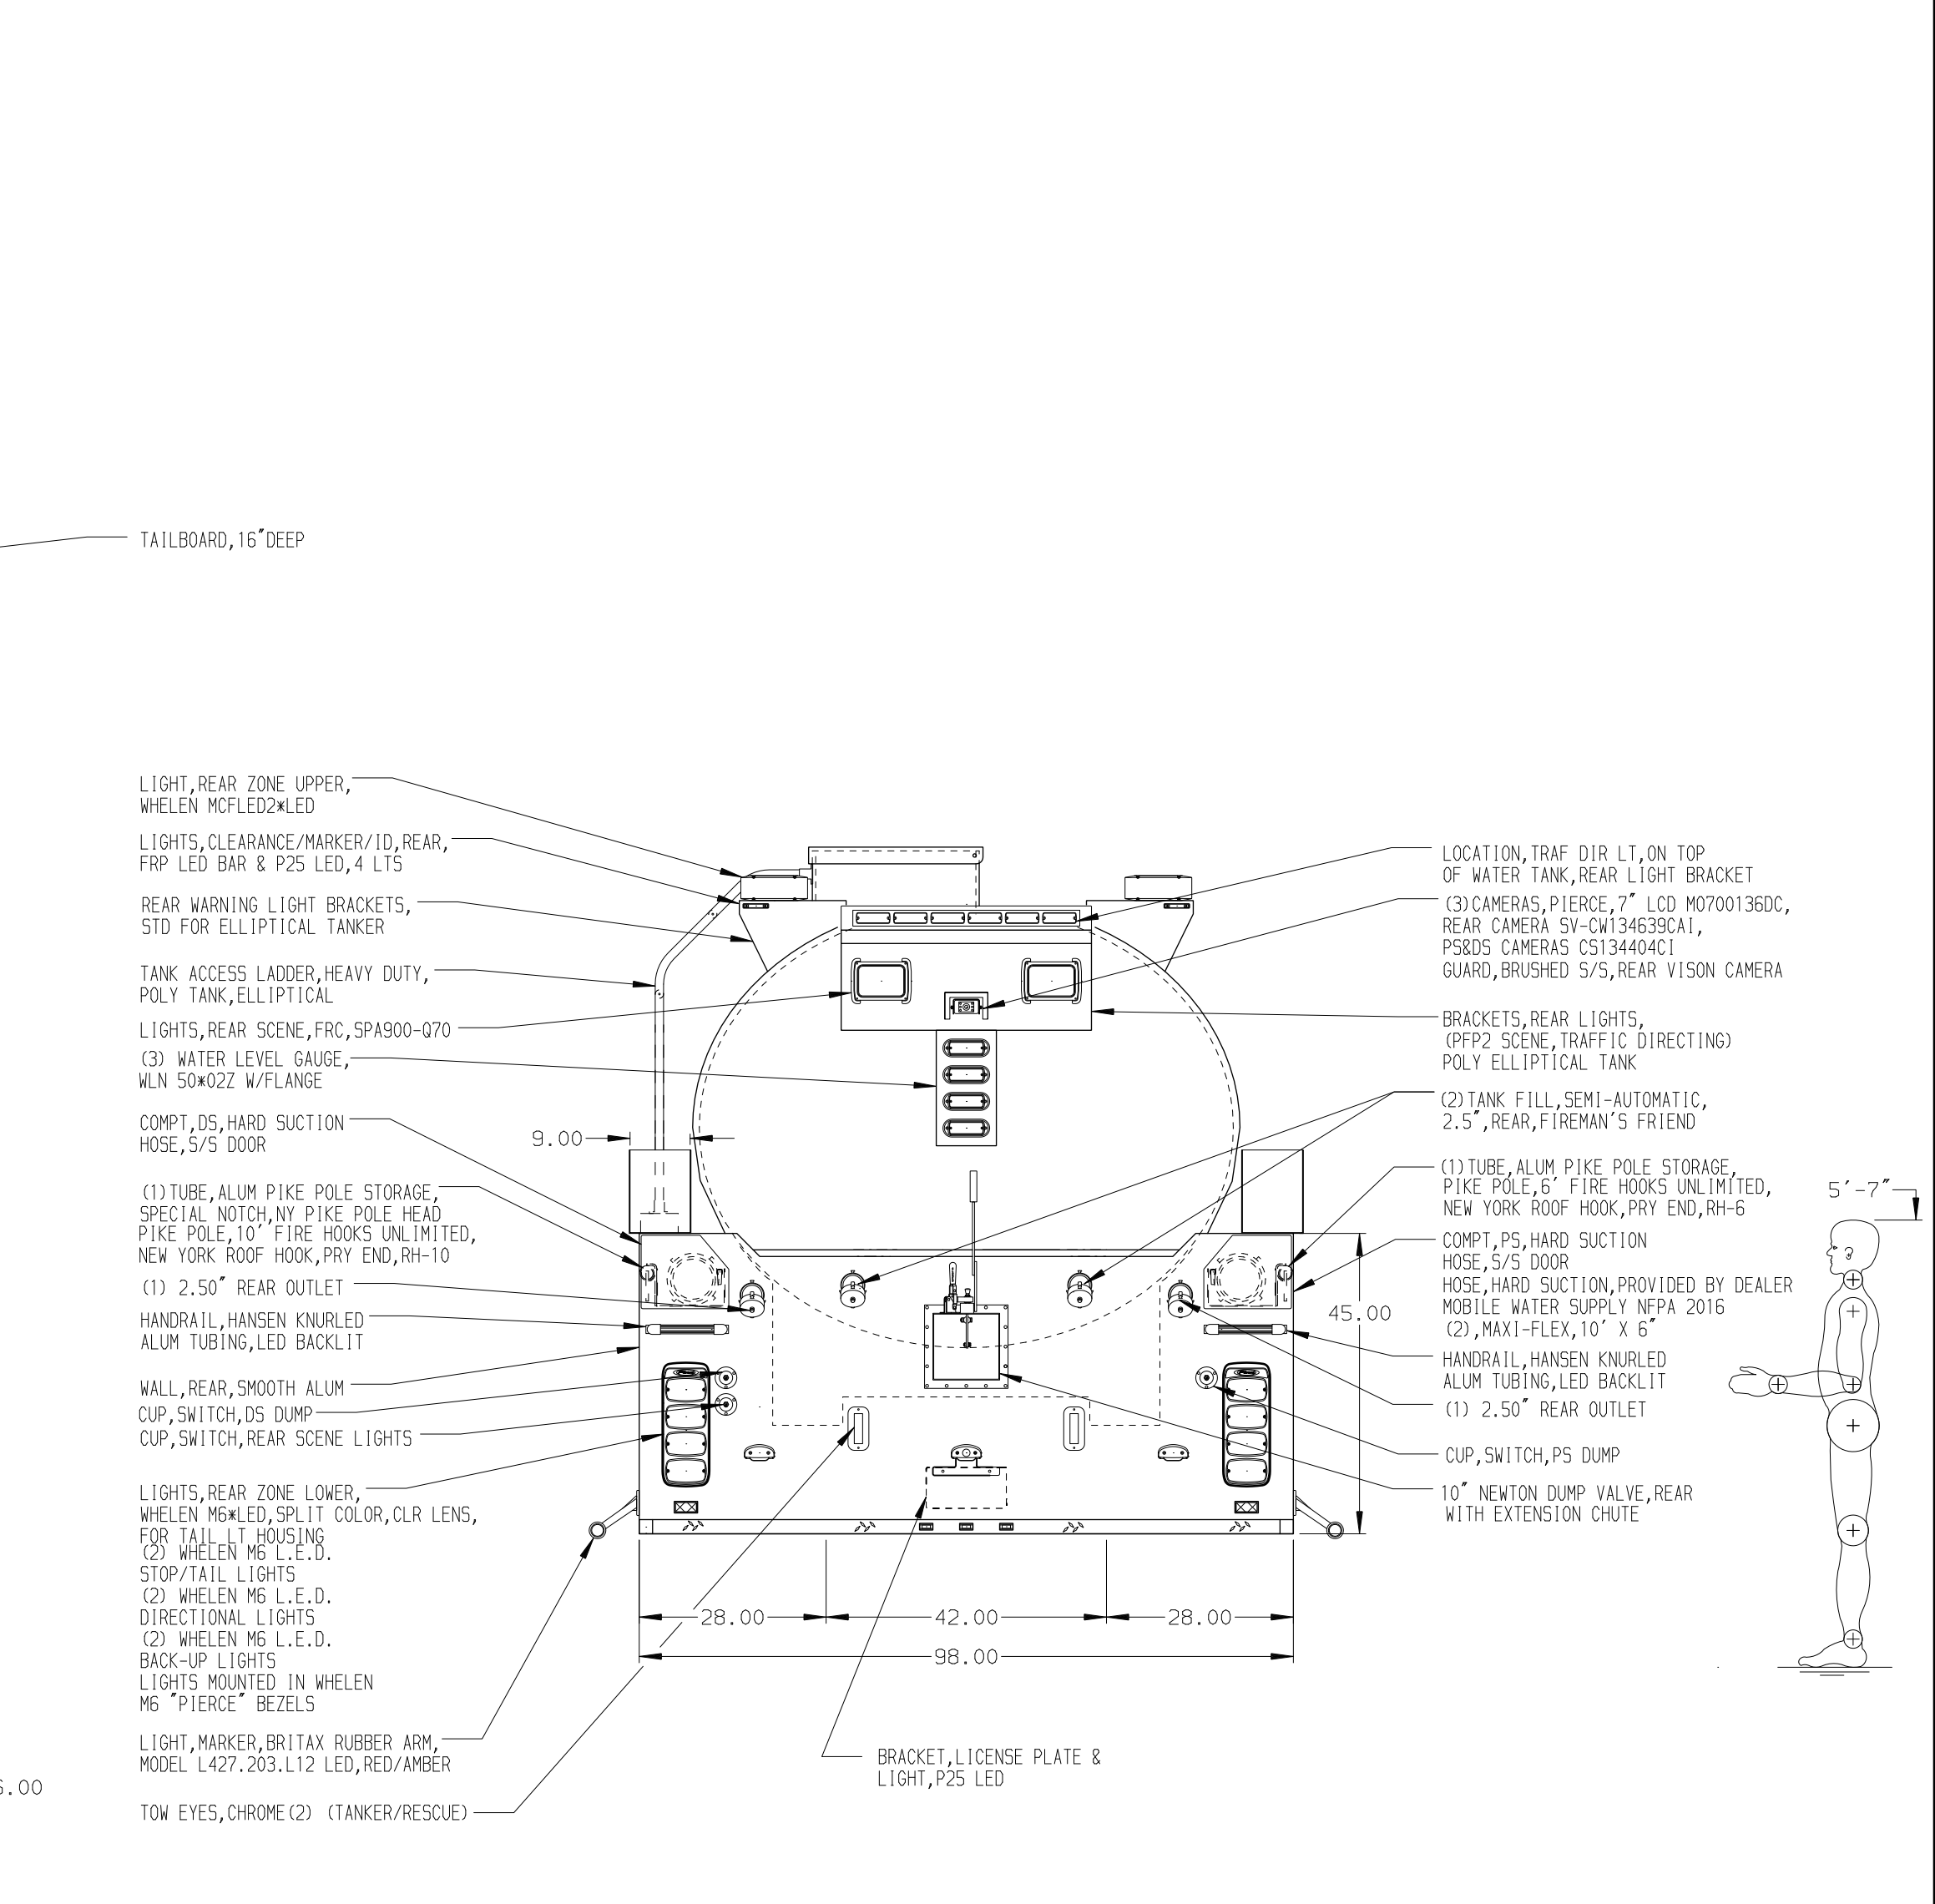 TAILBOARD,16"DEEP
LIGHT,REAR ZONE UPPER,
WHELEN MCFLED2*LED
LIGHTS,CLEARANCE/MARKER/ID,REAR,
FRP LED BAR & P25 LED,4 LTS
REAR WARNING LIGHT BRACKETS,
STD FOR ELLIPTICAL TANKER
TANK ACCESS LADDER,HEAVY DUTY,
POLY TANK,ELLIPTICAL
LIGHTS,REAR SCENE,FRC,SPA900-Q70
(3) WATER LEVEL GAUGE,
WLN 50*02Z W/FLANGE
COMPT,DS,HARD SUCTION
HOSE,S/S DOOR
(1)TUBE,ALUM PIKE POLE STORAGE,
SPECIAL NOTCH,NY PIKE POLE HEAD
PIKE POLE,10' FIRE HOOKS UNLIMITED,
NEW YORK ROOF HOOK,PRY END,RH-10
(1) 2.50" REAR OUTLET
HANDRAIL,HANSEN KNURLED
ALUM TUBING,LED BACKLIT
WALL,REAR,SMOOTH ALUM
CUP,SWITCH,DS DUMP
CUP,SWITCH,REAR SCENE LIGHTS
LIGHTS,REAR ZONE LOWER,
WHELEN M6*LED,SPLIT COLOR,CLR LENS,
FOR TAIL LT HOUSING
(2) WHELEN M6 L.E.D.
STOP/TAIL LIGHTS
(2) WHELEN M6 L.E.D.
DIRECTIONAL LIGHTS
(2) WHELEN M6 L.E.D.
BACK-UP LIGHTS
LIGHTS MOUNTED IN WHELEN
M6 "PIERCE" BEZELS
LIGHT,MARKER,BRITAX RUBBER ARM,
MODEL L427.203.L12 LED,RED/AMBER
TOW EYES,CHROME(2) (TANKER/RESCUE)
9.00
28.00
42.00
28.00
98.00
45.00
BRACKET,LICENSE PLATE &
LIGHT,P25 LED
LOCATION,TRAF DIR LT,ON TOP
OF WATER TANK,REAR LIGHT BRACKET
(3)CAMERAS,PIERCE,7" LCD MO700136DC,
REAR CAMERA SV-CW134639CAI,
PS&DS CAMERAS CS134404CI
GUARD,BRUSHED S/S,REAR VISON CAMERA
BRACKETS,REAR LIGHTS,
(PFP2 SCENE,TRAFFIC DIRECTING)
POLY ELLIPTICAL TANK
(2)TANK FILL,SEMI-AUTOMATIC,
2.5",REAR,FIREMAN'S FRIEND
(1)TUBE,ALUM PIKE POLE STORAGE,
PIKE POLE,6' FIRE HOOKS UNLIMITED,
NEW YORK ROOF HOOK,PRY END,RH-6
COMPT,PS,HARD SUCTION
HOSE,S/S DOOR
HOSE,HARD SUCTION,PROVIDED BY DEALER
MOBILE WATER SUPPLY NFPA 2016
(2),MAXI-FLEX,10' X 6"
HANDRAIL,HANSEN KNURLED
ALUM TUBING,LED BACKLIT
(1) 2.50" REAR OUTLET
CUP,SWITCH,PS DUMP
10" NEWTON DUMP VALVE,REAR
WITH EXTENSION CHUTE
5'-7"